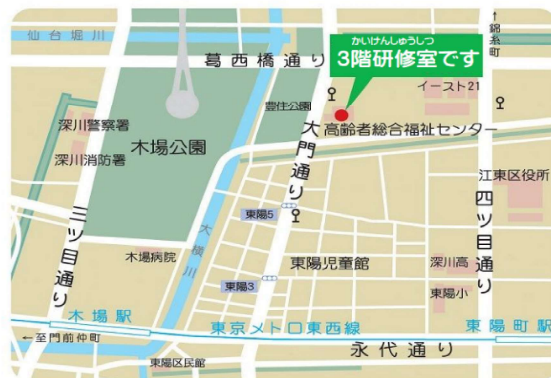 仙台堀川
葛西橋通り
かいけんしゅうしつ
3階研修室です
↑錦糸町
イースト21
豊住公園
深川警察署
深川消防署
木場公園
大門通り
高齢者総合福祉センター
江東区役所
三ツ目通り
大横川
東陽5
四ツ目通り
木場病院
東陽児童館
深川高
東陽3
東陽小
木場駅
東京メトロ東西線
東陽町駅
←至門前仲町
永代通り
東陽区民館